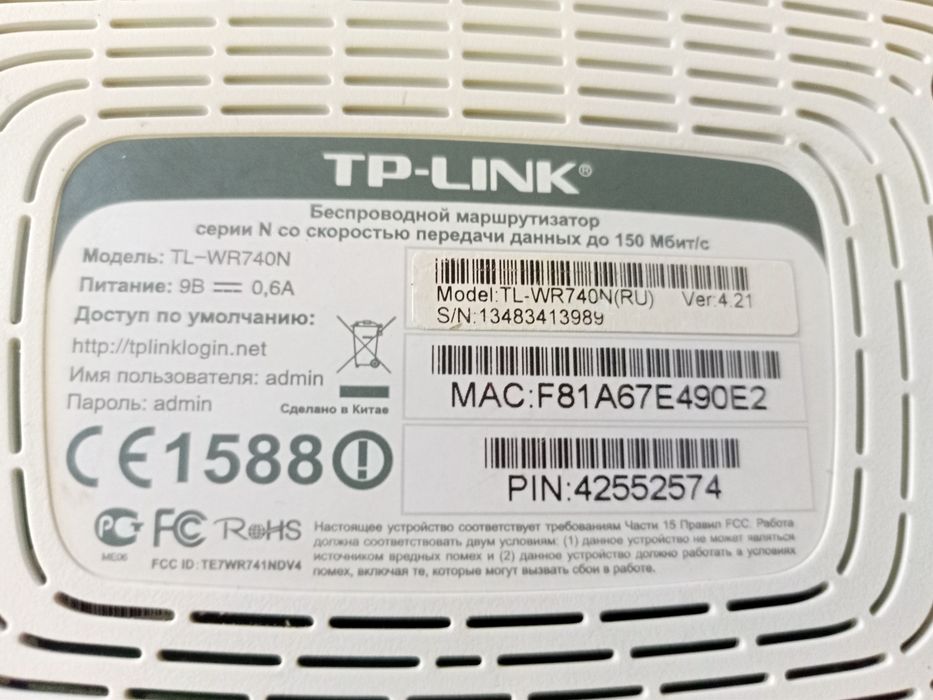 TP-LINK®
Беспроводной маршрутизатор
серии N со скоростью передачи данных до 150 Мбит/с
Модель: TL-WR740N
Питание: 9В 0,6А
Доступ по умолчанию:
http://tplinklogin.net
Имя пользователя: admin
Пароль: admin
Сделано в Китае
Model:TL-WR740N(RU) Ver:4.21
S/N:13483413989
MAC:F81A67E490E2
PIN:42552574
CE1588
РСТ FC RoHS
ME06
FCC ID: TE7WR741NDV4
Настоящее устройство соответствует требованиям Части 15 Правил FCC. Работа
должна соответствовать двум условиям: (1) данное устройство не может являться
источником вредных помех и (2) данное устройство должно работать в условиях
помех, включая те, которые могут вызвать сбои в работе.